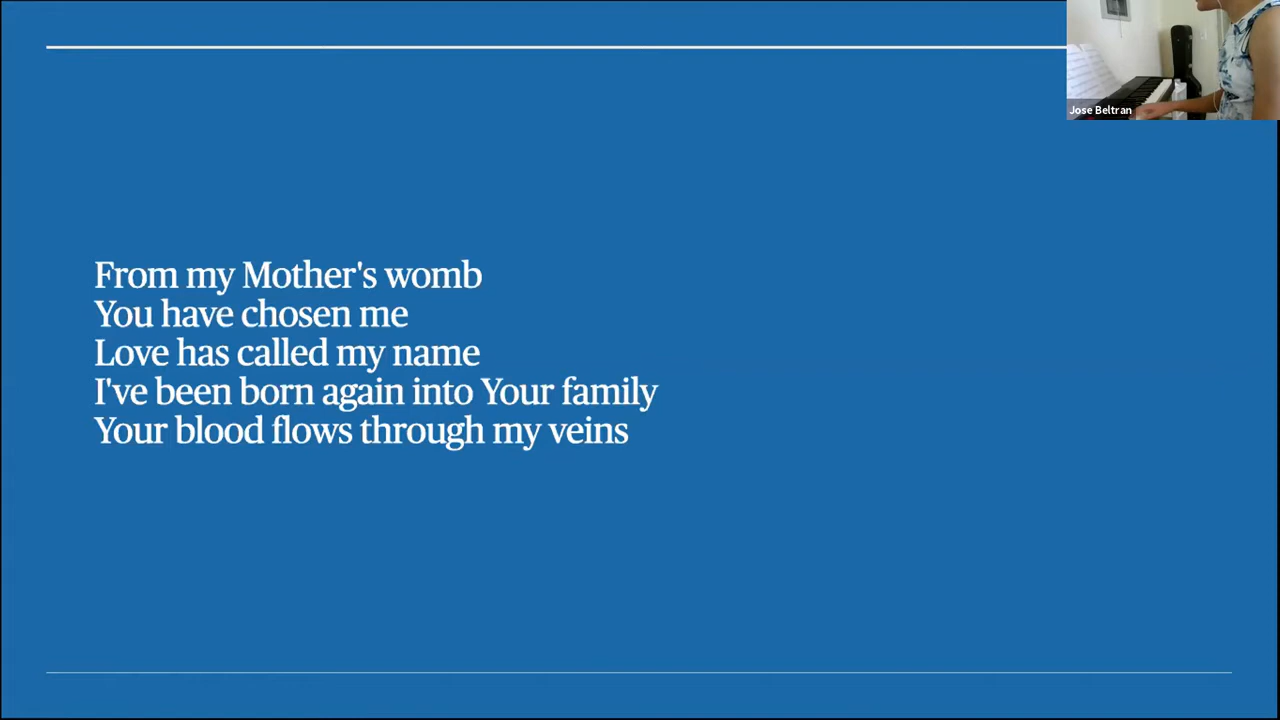 Jose Beltran
From my Mother's womb
You have chosen me
Love has called my name
I've been born again into Your family
Your blood flows through my veins